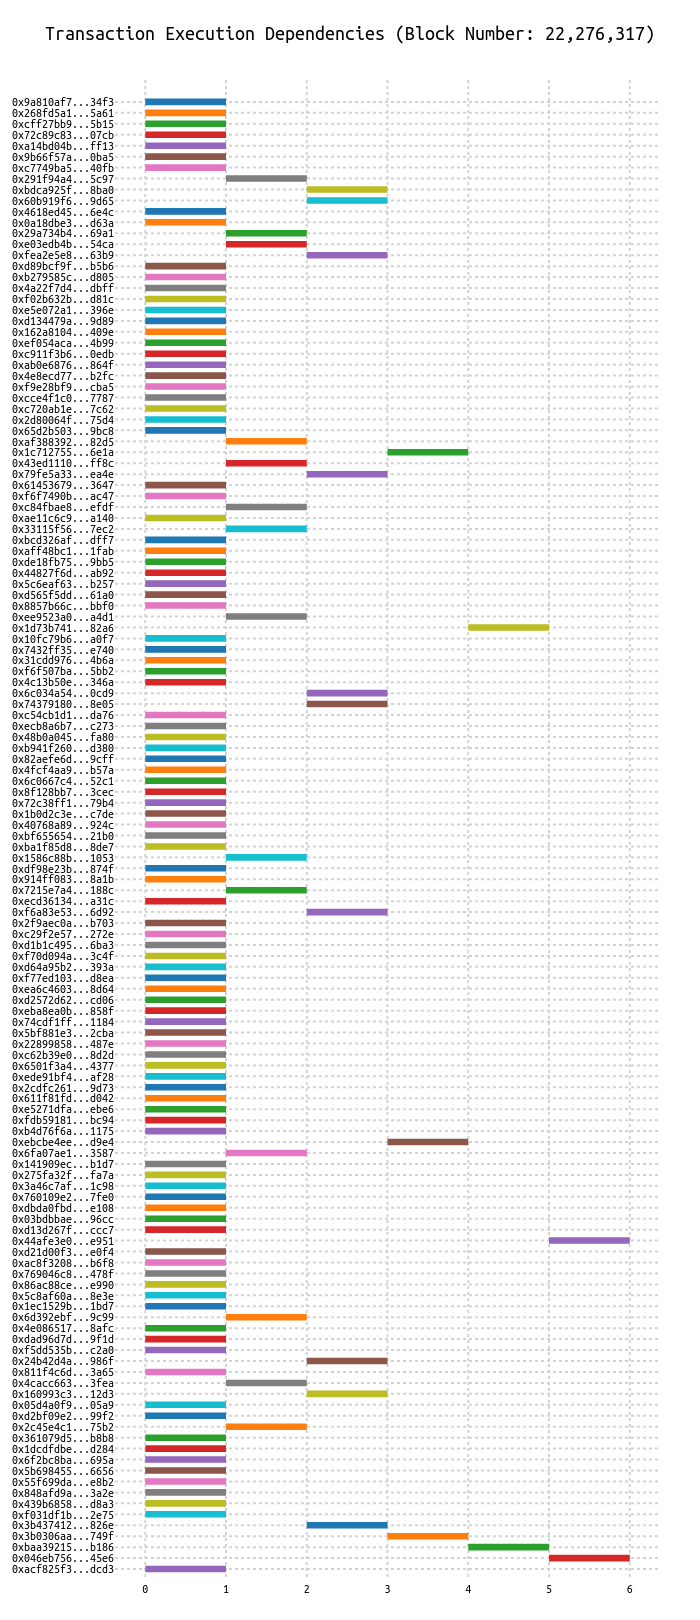 Transaction Execution Dependencies (Block Number: 22,276,317)
0x9a810af7...34f3
0x268fd5a1...5a61
0xcff27bb9...5b15
0x72c89c83...07cb
0xa14bd04b...ff13
0x9b66f57a...0ba5
0xc7749ba5...40fb
0x291f94a4...5c97
0xbdca925f...8ba0
0x60b919f6...9d65
0x4618ed45...6e4c
0x0a18dbe3...d63a
0x29a734b4...69a1
0xe03edb4b...54ca
0xfea2e5e8...63b9
0xd89bcf9f...b5b6
0xb279585c...d805
0x4a22f7d4...dbff
0xf02b632b...d81c
0xe5e072a1...396e
0xd134479a...9d89
0x162a8104...409e
0xef054aca...4b99
0xc911f3b6...0edb
0xab0e6876...864f
0x4e8ecd77...b2fc
0xf9e28bf9...cba5
0xcce4f1c0...7787
0xc720ab1e...7c62
0x2d80064f...75d4
0x65d2b503...9bc8
0xaf388392...82d5
0x1c712755...6e1a
0x43ed1110...ff8c
0x79fe5a33...ea4e
0x61453679...3647
0xf6f7490b...ac47
0xc84fbae8...efdf
0xae11c6c9...a140
0x33115f56...7ec2
0xbcd326af...dff7
0xaff48bc1...1fab
0xde18fb75...9bb5
0x44827f6d...ab92
0x5c6eaf63...b257
0xd565f5dd...61a0
0x8857b66c...bbf0
0xee9523a0...a4d1
0x1d73b741...82a6
0x10fc79b6...a0f7
0x7432ff35...e740
0x31cdd976...4b6a
0xf6f507ba...5bb2
0x4c13b50e...346a
0x6c034a54...0cd9
0x74379180...8e05
0xc54cb1d1...da76
0xecb8a6b7...c273
0x48b0a045...fa80
0xb941f260...d380
0x82aefe6d...9cff
0x4fcf4aa9...b57a
0x6c0667c4...52c1
0x8f128bb7...3cec
0x72c38ff1...79b4
0x1b0d2c3e...c7de
0x40768a89...924c
0xbf655654...21b0
0xba1f85d8...8de7
0x1586c88b...1053
0xdf98e23b...874f
0x914ff083...8a1b
0x7215e7a4...188c
0xecd36134...a31c
0xf6a83e53...6d92
0x2f9aec0a...b703
0xc29f2e57...272e
0xd1b1c495...6ba3
0xf70d094a...3c4f
0xd64a95b2...393a
0xf77ed103...d8ea
0xea6c4603...8d64
0xd2572d62...cd06
0xeba8ea0b...858f
0x74cdf1ff...1184
0x5bf881e3...2cba
0x22899858...487e
0xc62b39e0...8d2d
0x6501f3a4...4377
0xede91bf4...af28
0x2cdfc261...9d73
0x611f81fd...d042
0xe5271dfa...ebe6
0xfdb59181...bc94
0xb4d76f6a...1175
0xebcbe4ee...d9e4
0x6fa07ae1...3587
0x141909ec...b1d7
0x275fa32f...fa7a
0x3a46c7af...1c98
0x760109e2...7fe0
0xdbda0fbd...e108
0x03bdbbae...96cc
0xd13d267f...ccc7
0x44afe3e0...e951
0xd21d00f3...e0f4
0xac8f3208...b6f8
0x769046c8...478f
0x86ac88ce...e990
0x5c8af60a...8e3e
0x1ec1529b...1bd7
0x6d392ebf...9c99
0x4e086517...8afc
0xdad96d7d...9f1d
0xf5dd535b...c2a0
0x24b42d4a...986f
0x811f4c6d...3a65
0x4cacc663...3fea
0x160993c3...12d3
0x05d4a0f9...05a9
0xd2bf09e2...99f2
0x2c45e4c1...75b2
0x361079d5...b8b8
0x1dcdfdbe...d284
0x6f2bc8ba...695a
0x5b698455...6656
0x55f699da...e8b2
0x848afd9a...3a2e
0x439b6858...d8a3
0xf031df1b...2e75
0x3b437412...826e
0x3b0306aa...749f
0xbaa39215...b186
0x046eb756...45e6
0xacf825f3...dcd3
0 1 2 3 4 5 6